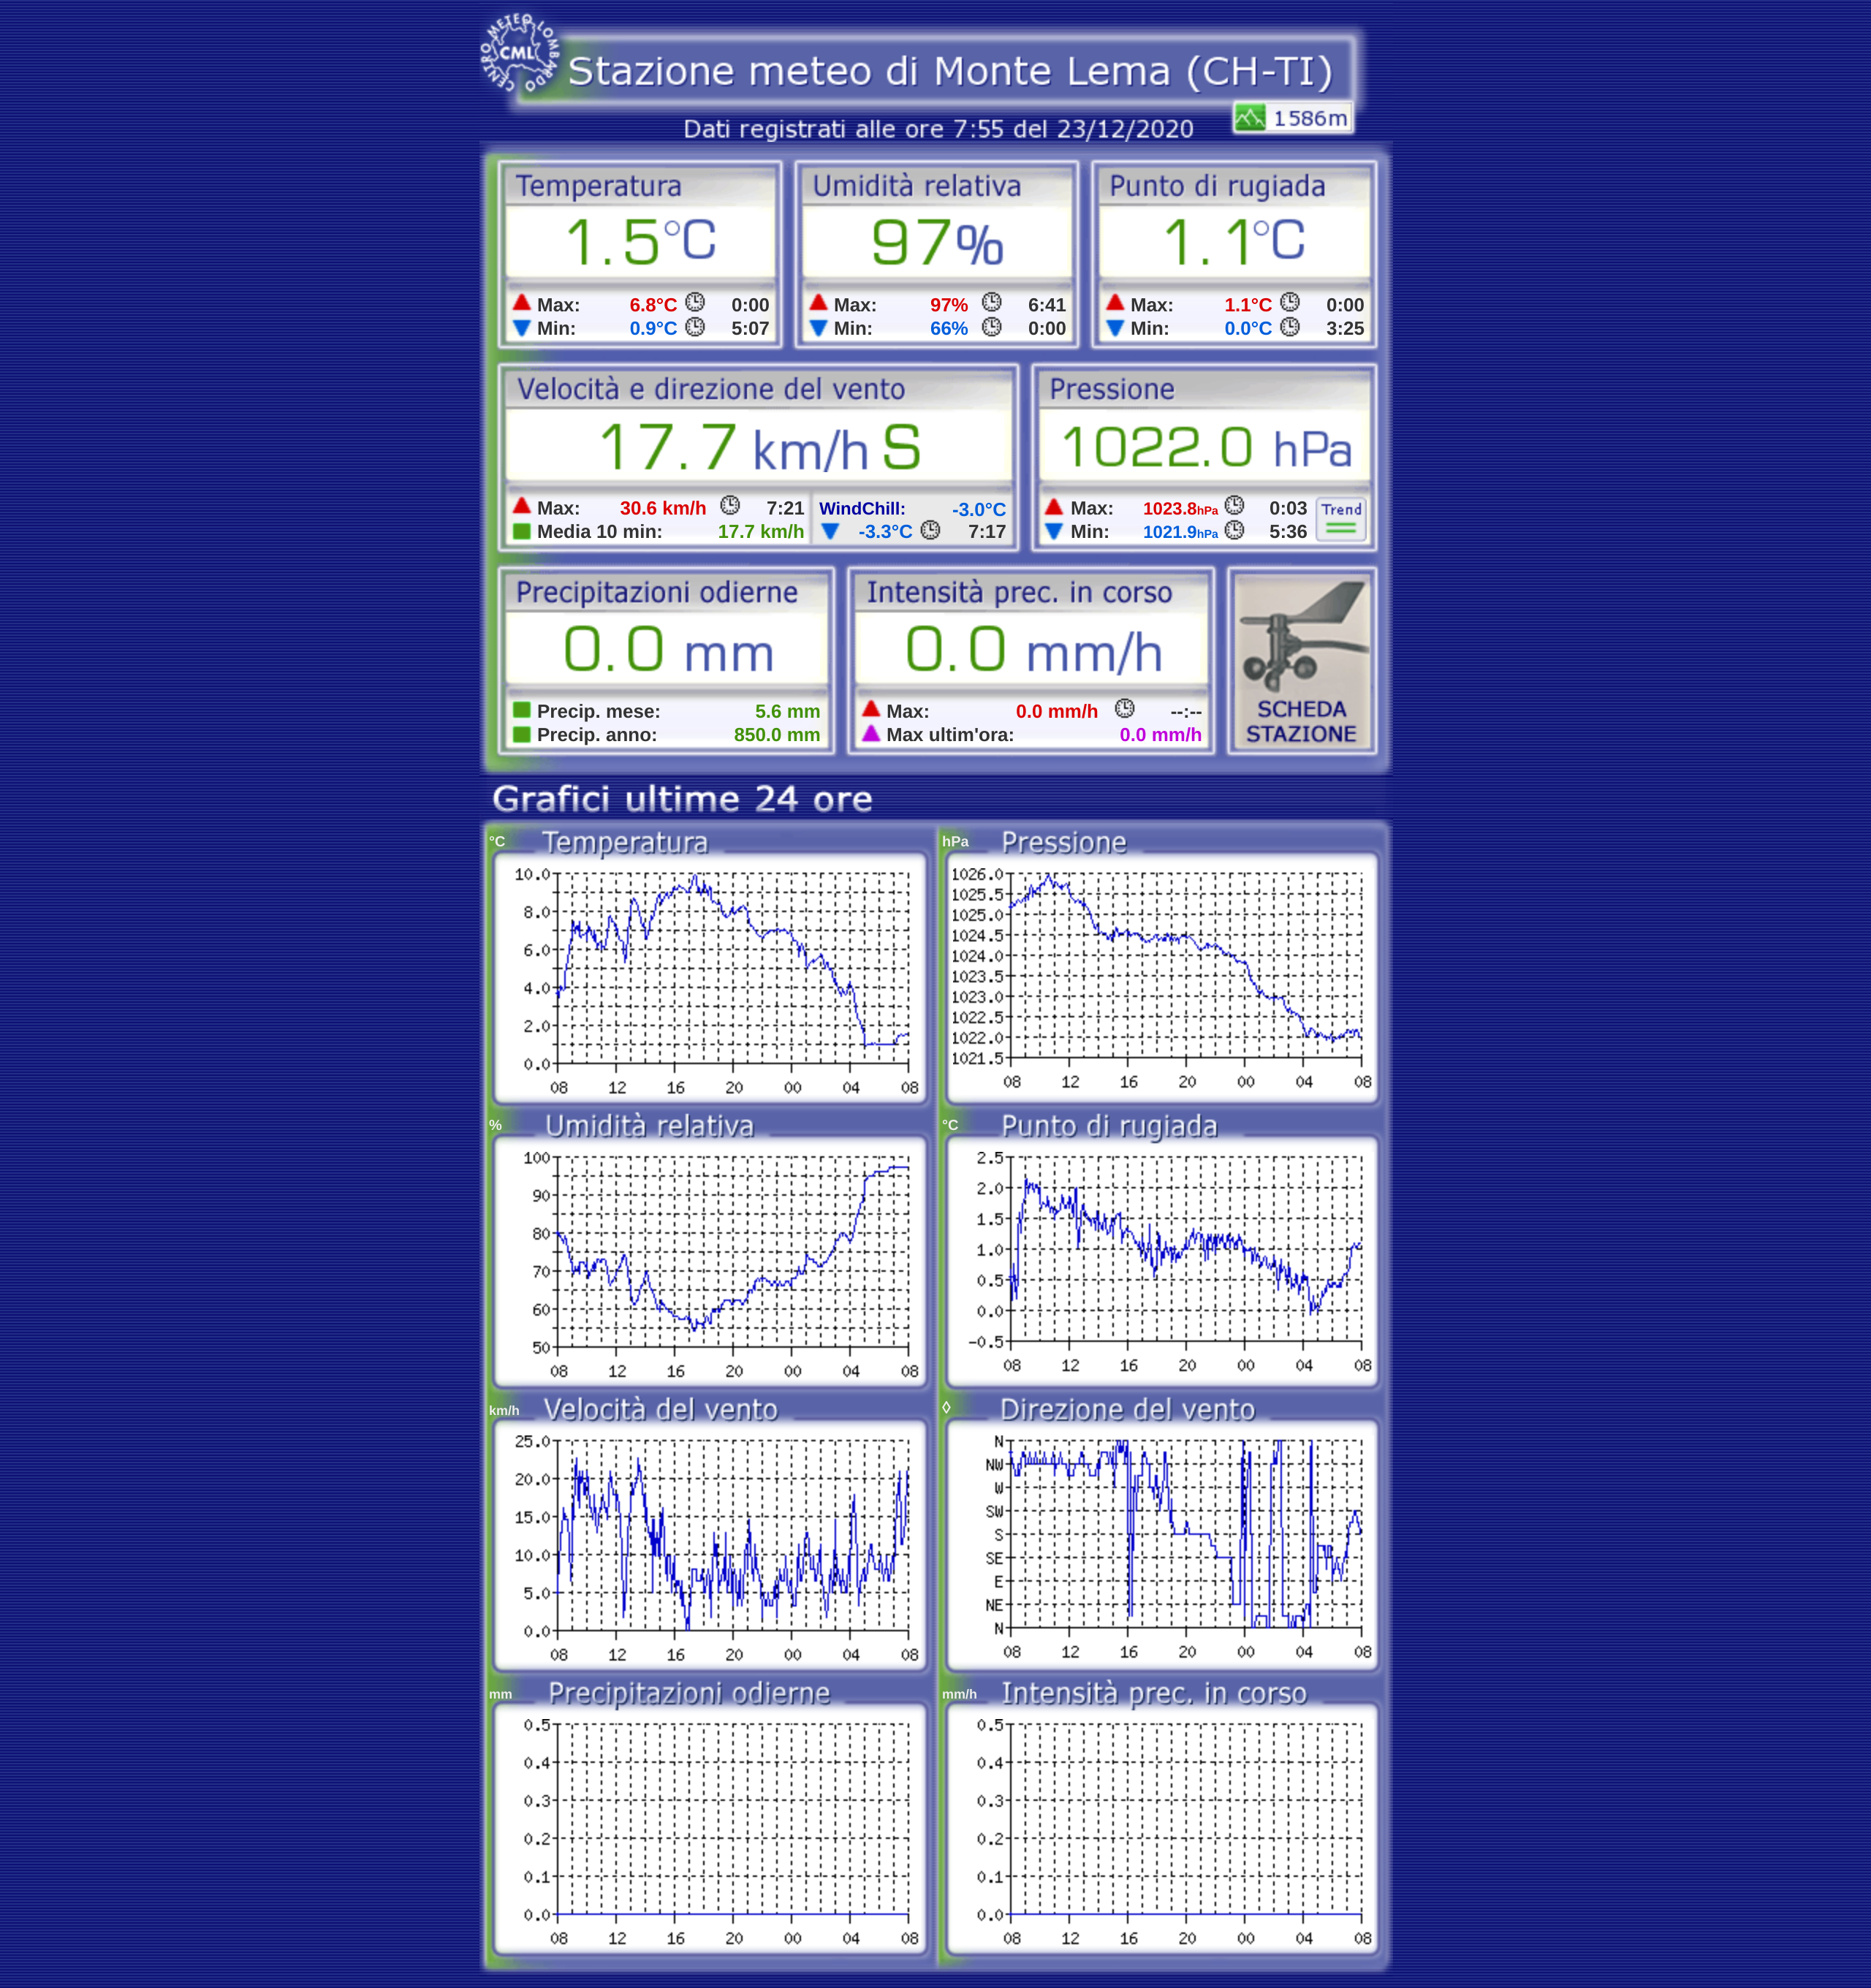 CENTRO METEO LOMBARDO
CML
Stazione meteo di Monte Lema (CH-TI)
1586m
Dati registrati alle ore 7:55 del 23/12/2020
Temperatura Umidità relativa Punto di rugiada
1.5°C 97% 1.1°C
Max: 6.8°C 0:00 Max: 97% 6:41 Max: 1.1°C 0:00
Min: 0.9°C 5:07 Min: 66% 0:00 Min: 0.0°C 3:25
Velocità e direzione del vento Pressione
17.7 km/h S 1022.0 hPa
Max: 30.6 km/h 7:21 WindChill: -3.0°C Max: 1023.8hPa 0:03 Trend
Media 10 min: 17.7 km/h -3.3°C 7:17 Min: 1021.9hPa 5:36
Precipitazioni odierne Intensità prec. in corso
0.0 mm 0.0 mm/h
Precip. mese: 5.6 mm Max: 0.0 mm/h --:-- SCHEDA
Precip. anno: 850.0 mm Max ultim'ora: 0.0 mm/h STAZIONE
Grafici ultime 24 ore
°C Temperatura
10.0
8.0
6.0
4.0
2.0
0.0
08 12 16 20 00 04 08
hPa Pressione
1026.0
1025.5
1025.0
1024.5
1024.0
1023.5
1023.0
1022.5
1022.0
1021.5
08 12 16 20 00 04 08
% Umidità relativa
100
90
80
70
60
50
08 12 16 20 00 04 08
°C Punto di rugiada
2.5
2.0
1.5
1.0
0.5
0.0
-0.5
08 12 16 20 00 04 08
km/h Velocità del vento
25.0
20.0
15.0
10.0
5.0
0.0
08 12 16 20 00 04 08
◊ Direzione del vento
N
NW
W
SW
S
SE
E
NE
N
08 12 16 20 00 04 08
mm Precipitazioni odierne
0.5
0.4
0.3
0.2
0.1
0.0
08 12 16 20 00 04 08
mm/h Intensità prec. in corso
0.5
0.4
0.3
0.2
0.1
0.0
08 12 16 20 00 04 08